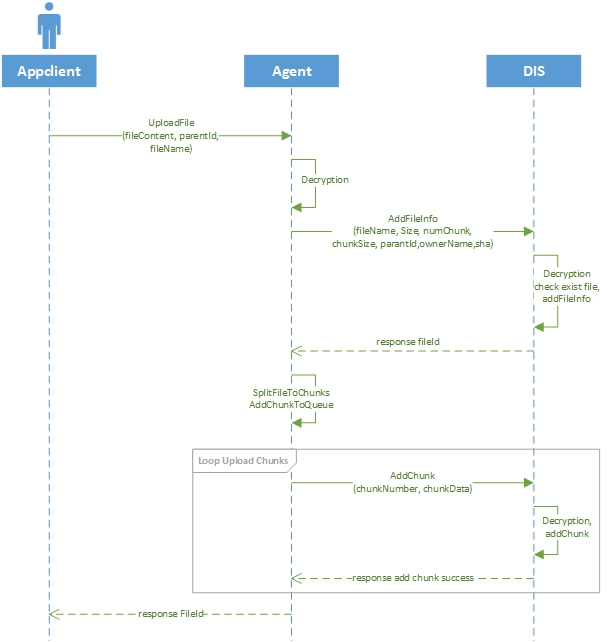 Appclient
Agent
DIS
UploadFile
(fileContent, parentId,
fileName)
Decryption
AddFileInfo
(fileName, Size, numChunk,
chunkSize, parantId,ownerName,sha)
Decryption
check exist file,
addFileInfo
response fileId
SplitFileToChunks
AddChunkToQueue
Loop Upload Chunks
AddChunk
(chunkNumber, chunkData)
Decryption,
addChunk
response add chunk success
response FileId